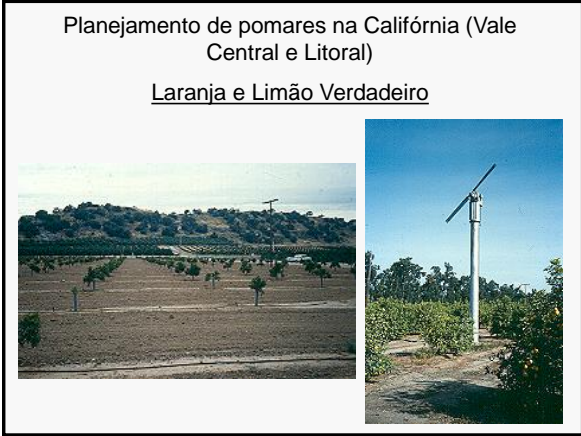 Planejamento de pomares na Califórnia (Vale
Central e Litoral)
Laranja e Limão Verdadeiro